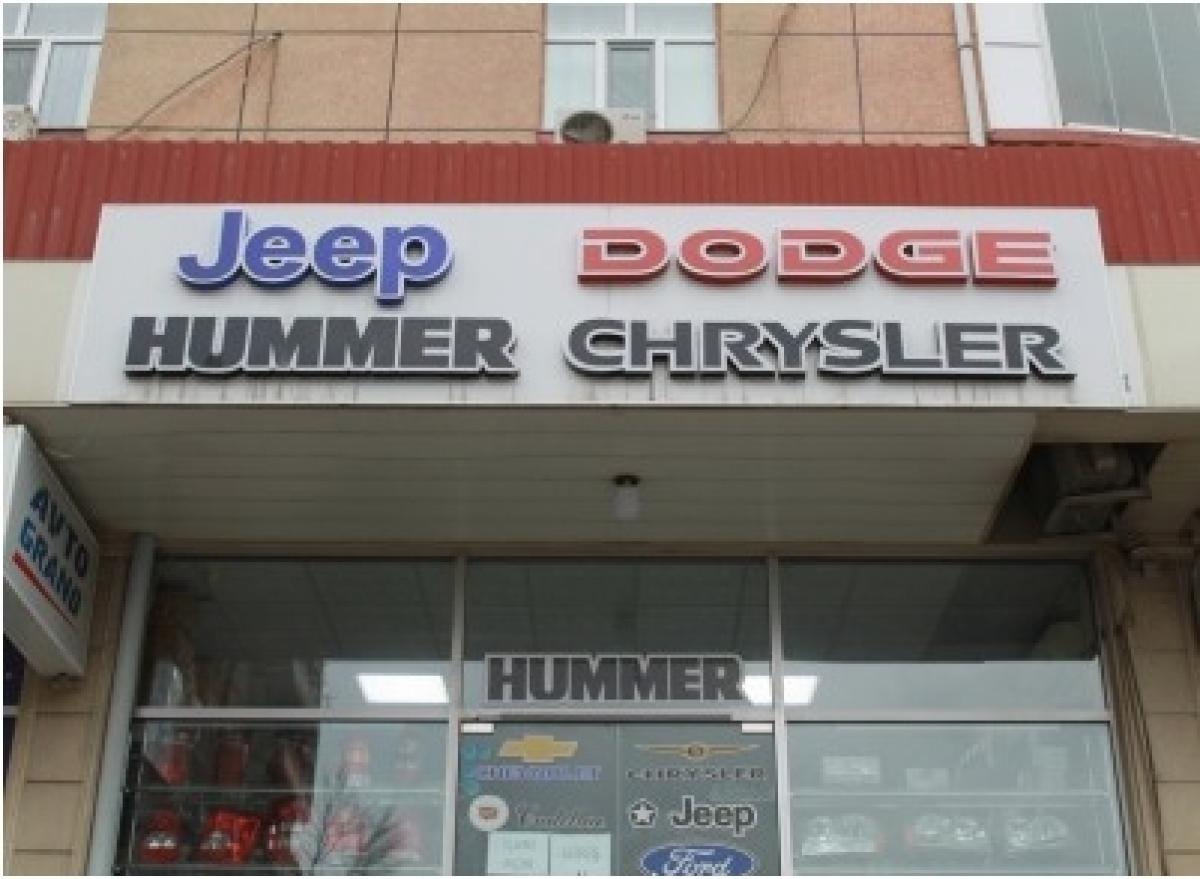 Jeep DODGE
HUMMER CHRYSLER
AVTO
GRAND
HUMMER
CHEVROLET CHRYSLER
Cadillac Jeep
Ford